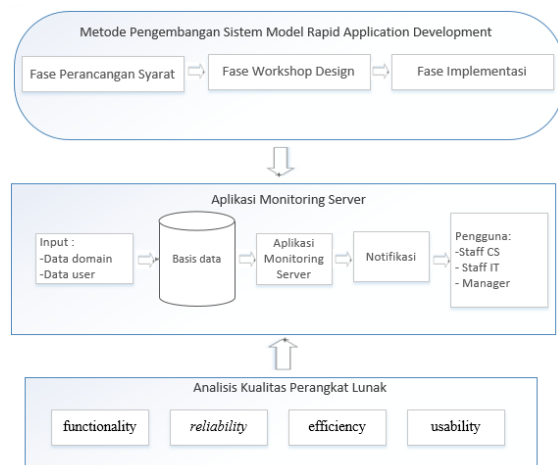 Metode Pengembangan Sistem Model Rapid Application Development
Fase Perancangan Syarat
Fase Workshop Design
Fase Implementasi
Aplikasi Monitoring Server
Input :
-Data domain
-Data user
Basis data
Aplikasi
Monitoring
Server
Notifikasi
Pengguna:
-Staff CS
- Staff IT
- Manager
Analisis Kualitas Perangkat Lunak
functionality
reliability
efficiency
usability